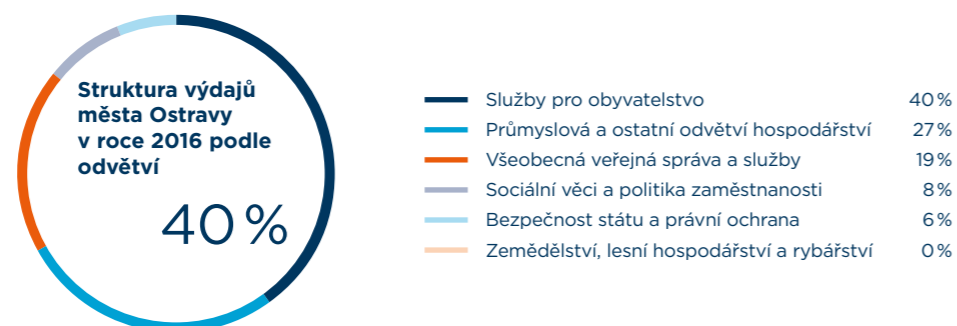 Struktura výdajů
města Ostravy
v roce 2016 podle
odvětví
40 %
Služby pro obyvatelstvo 40 %
Průmyslová a ostatní odvětví hospodářství 27 %
Všeobecná veřejná správa a služby 19 %
Sociální věci a politika zaměstnanosti 8 %
Bezpečnost státu a právní ochrana 6 %
Zemědělství, lesní hospodářství a rybářství 0 %